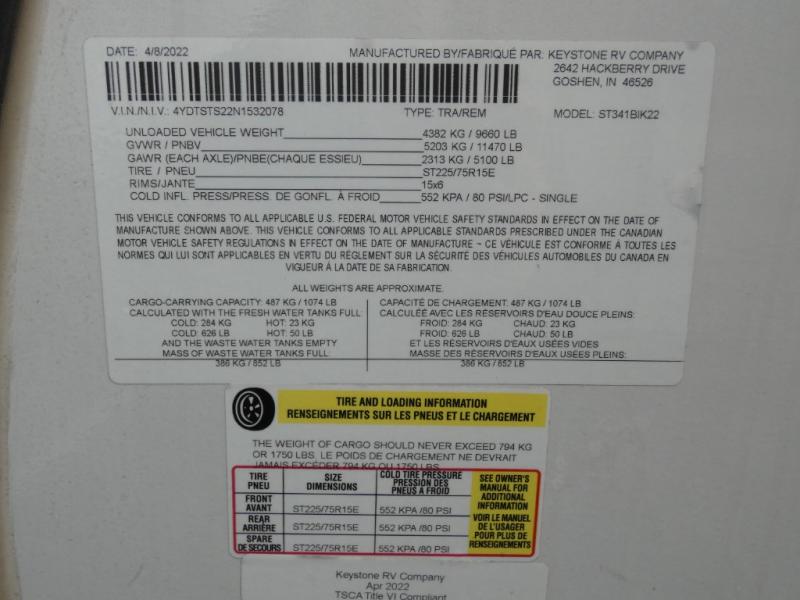 DATE: 4/8/2022 MANUFACTURED BY/FABRIQUÉ PAR: KEYSTONE RV COMPANY
2642 HACKBERRY DRIVE
GOSHEN, IN 46526
V.I.N./N.I.V.: 4YDTSTS22N1532078 TYPE: TRA/REM MODEL: ST341BIK22
UNLOADED VEHICLE WEIGHT 4382 KG / 9660 LB
GVWR / PNBV 5203 KG / 11470 LB
GAWR (EACH AXLE)/PNBE(CHAQUE ESSIEU) 2313 KG / 5100 LB
TIRE / PNEU ST225/75R15E
RIMS/JANTE 15x6
COLD INFL. PRESS/PRESS. DE GONFL. À FROID 552 KPA / 80 PSI/LPC - SINGLE
THIS VEHICLE CONFORMS TO ALL APPLICABLE U.S. FEDERAL MOTOR VEHICLE SAFETY STANDARDS IN EFFECT ON THE DATE OF
MANUFACTURE SHOWN ABOVE. THIS VEHICLE CONFORMS TO ALL APPLICABLE STANDARDS PRESCRIBED UNDER THE CANADIAN
MOTOR VEHICLE SAFETY REGULATIONS IN EFFECT ON THE DATE OF MANUFACTURE ~ CE VÉHICULE EST CONFORME À TOUTES LES
NORMES QUI LUI SONT APPLICABLES EN VERTU DU RÈGLEMENT SUR LA SÉCURITÉ DES VÉHICULES AUTOMOBILES DU CANADA EN
VIGUEUR À LA DATE DE SA FABRICATION.
ALL WEIGHTS ARE APPROXIMATE.
CARGO-CARRYING CAPACITY: 487 KG / 1074 LB
CALCULATED WITH THE FRESH WATER TANKS FULL:
COLD: 284 KG HOT: 23 KG
COLD: 626 LB HOT: 50 LB
AND THE WASTE WATER TANKS EMPTY
MASS OF WASTE WATER TANKS FULL:
386 KG / 852 LB
CAPACITÉ DE CHARGEMENT: 487 KG / 1074 LB
CALCULÉE AVEC LES RÉSERVOIRS D'EAU DOUCE PLEINS:
FROID: 284 KG CHAUD: 23 KG
FROID: 626 LB CHAUD: 50 LB
ET LES RÉSERVOIRS D'EAUX USÉES VIDES
MASSE DES RÉSERVOIRS D'EAUX USÉES PLEINS:
386 KG / 852 LB
TIRE AND LOADING INFORMATION
RENSEIGNEMENTS SUR LES PNEUS ET LE CHARGEMENT
THE WEIGHT OF CARGO SHOULD NEVER EXCEED 794 KG
OR 1750 LBS. LE POIDS DE CHARGEMENT NE DEVRAIT
JAMAIS EXCÉDER 794 KG OU 1750 LBS.
TIRE PNEU SIZE DIMENSIONS COLD TIRE PRESSURE PRESSION DES PNEUS À FROID
FRONT AVANT ST225/75R15E 552 KPA /80 PSI
REAR ARRIÈRE ST225/75R15E 552 KPA /80 PSI
SPARE DE SECOURS ST225/75R15E 552 KPA /80 PSI
SEE OWNER'S
MANUAL FOR
ADDITIONAL
INFORMATION
VOIR LE MANUEL
DE L'USAGER
POUR PLUS DE
RENSEIGNEMENTS
Keystone RV Company
Apr 2022
TSCA Title VI Compliant